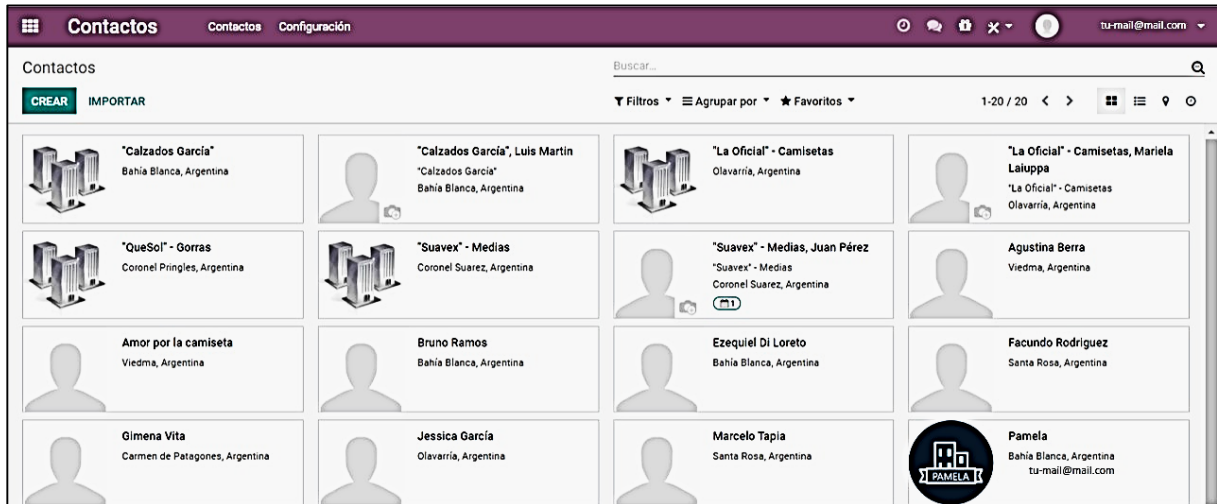 Contactos Contactos Configuración tu-mail@mail.com
Contactos Buscar...
CREAR IMPORTAR Filtros Agrupar por Favoritos 1-20 / 20
"Calzados García"
Bahía Blanca, Argentina
"Calzados García", Luis Martin
"Calzados García"
Bahía Blanca, Argentina
"La Oficial" - Camisetas
Olavarría, Argentina
"La Oficial" - Camisetas, Mariela
Laiuppa
"La Oficial" - Camisetas
Olavarría, Argentina
"QueSol" - Gorras
Coronel Pringles, Argentina
"Suavex" - Medias
Coronel Suarez, Argentina
"Suavex" - Medias, Juan Pérez
"Suavex" - Medias
Coronel Suarez, Argentina
1
Agustina Berra
Viedma, Argentina
Amor por la camiseta
Viedma, Argentina
Bruno Ramos
Bahía Blanca, Argentina
Ezequiel Di Loreto
Bahía Blanca, Argentina
Facundo Rodriguez
Santa Rosa, Argentina
Gimena Vita
Carmen de Patagones, Argentina
Jessica García
Olavarría, Argentina
Marcelo Tapia
Santa Rosa, Argentina
PAMELA
Pamela
Bahía Blanca, Argentina
tu-mail@mail.com